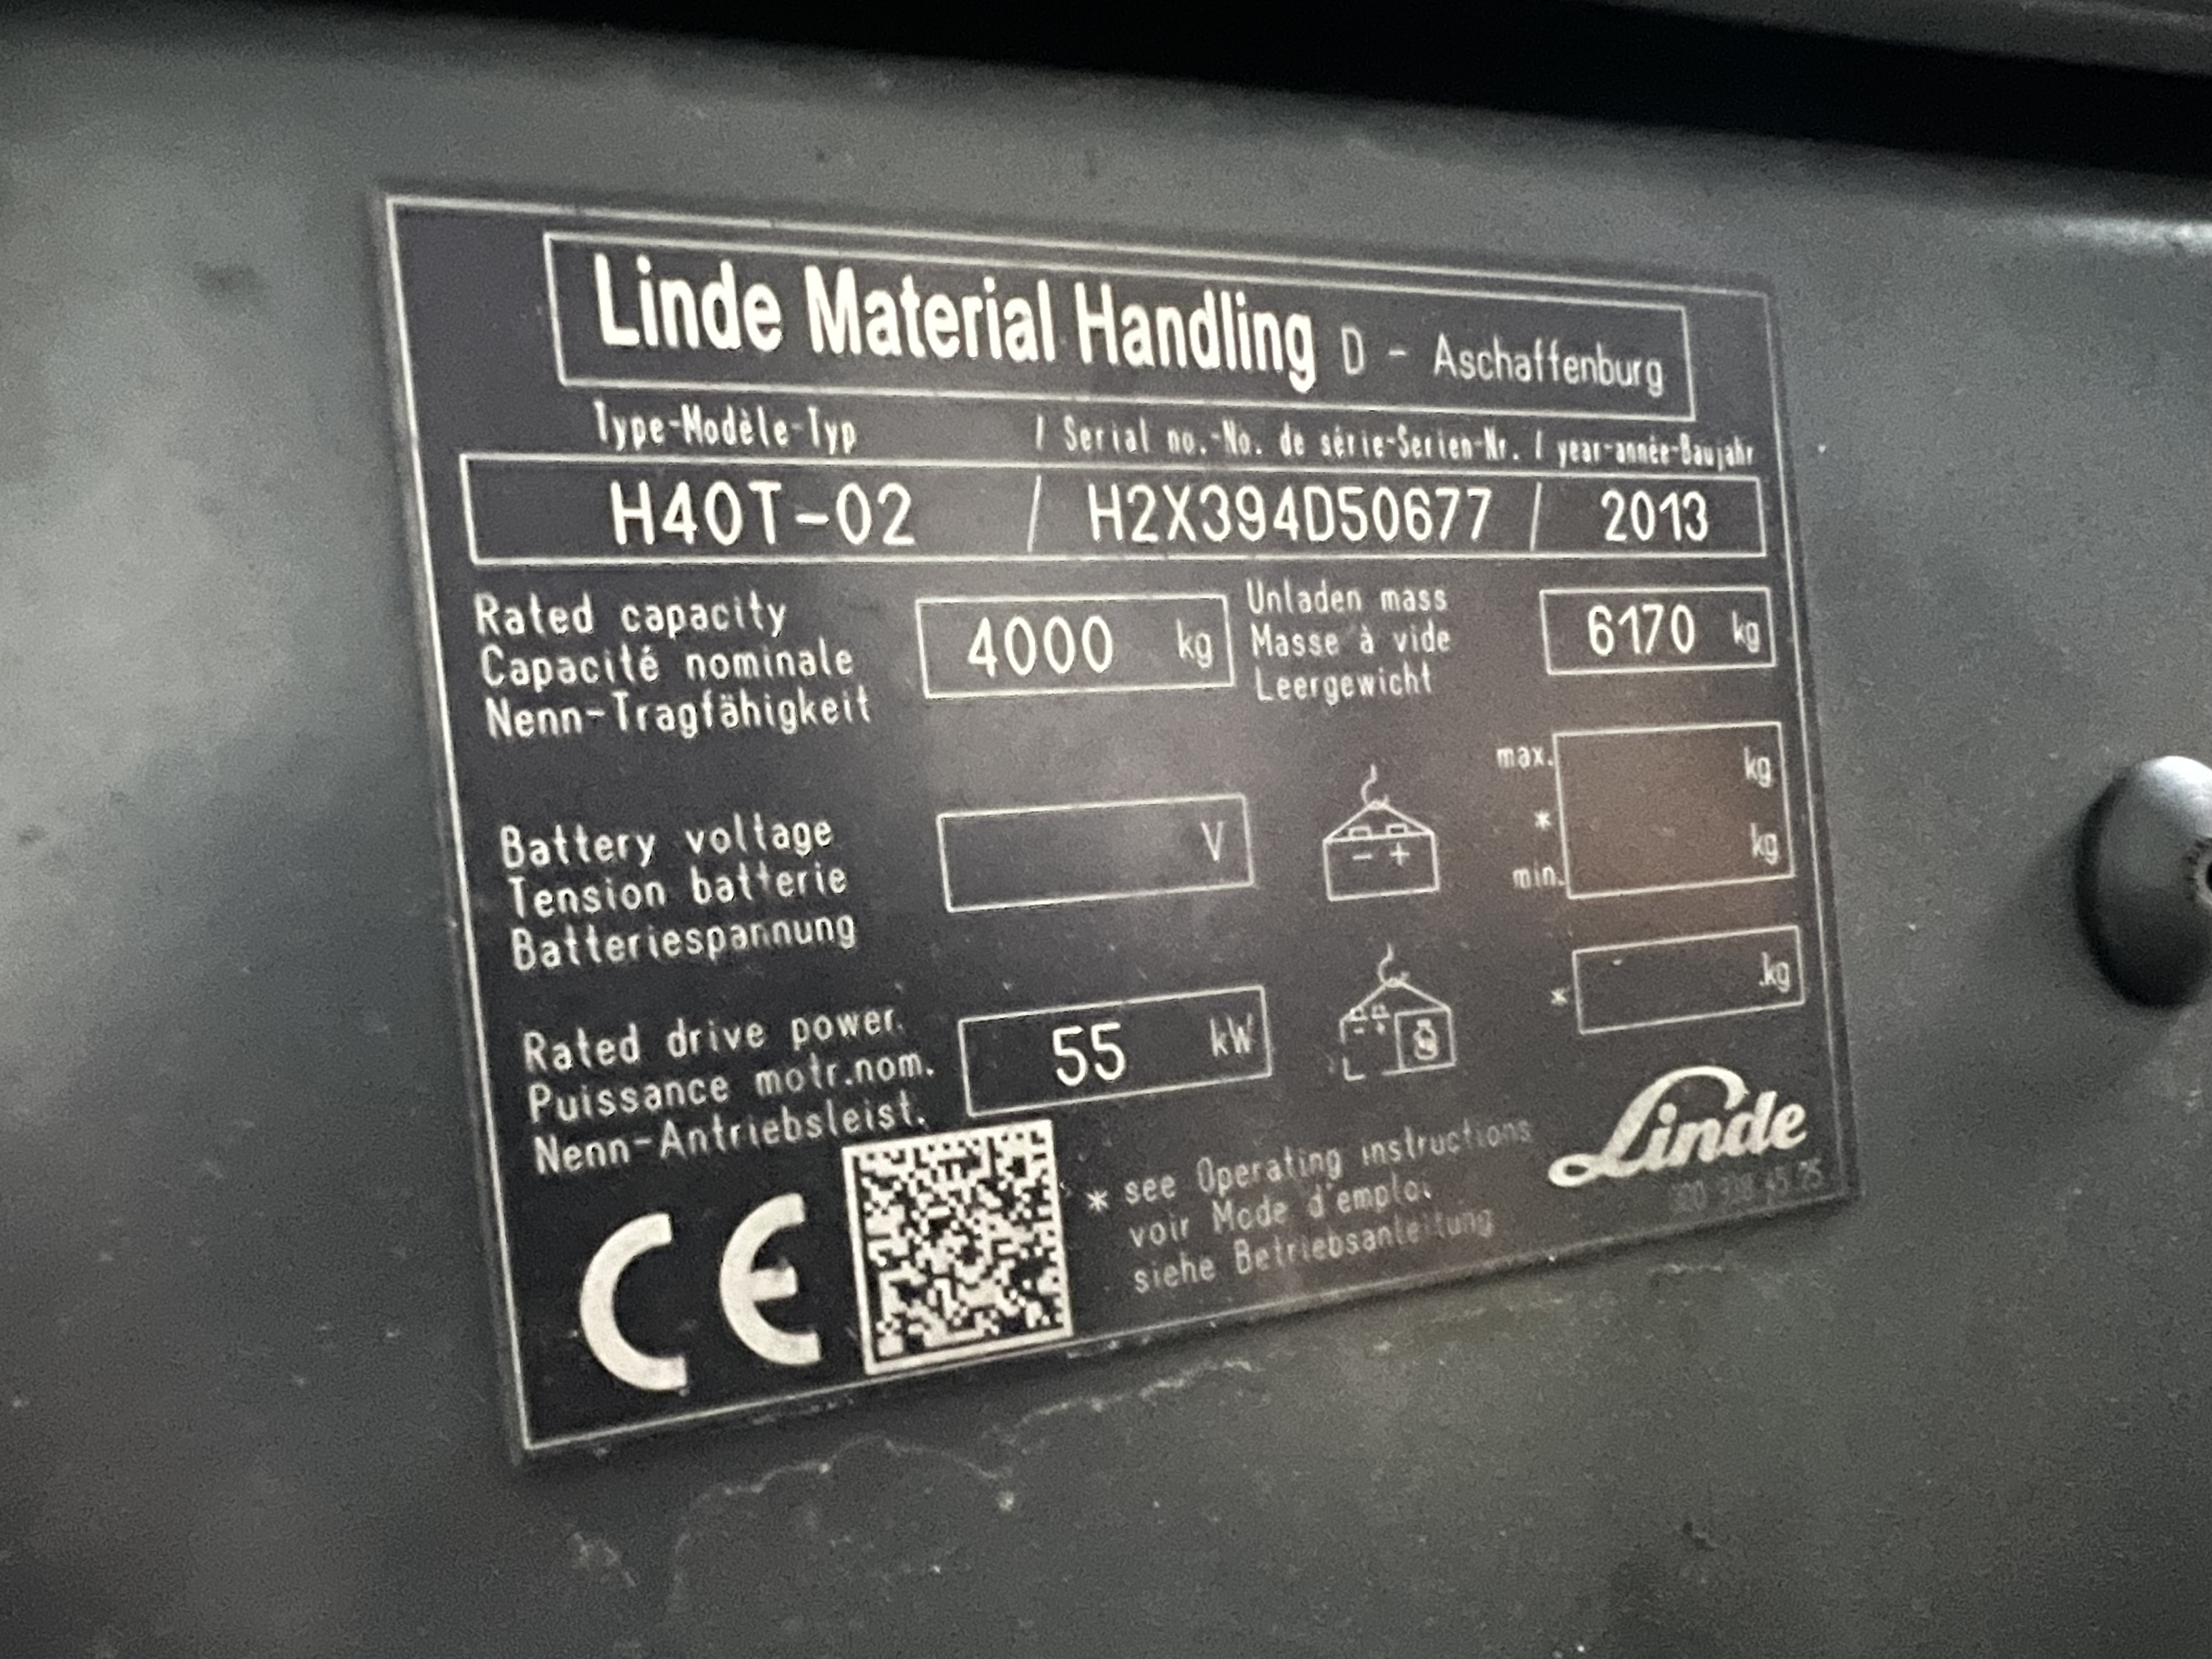 Linde Material Handling D - Aschaffenburg
Type-Modèle-Typ / Serial no.-No. de série-Serien-Nr. / year-année-Baujahr
H40T-02 / H2X394D50677 / 2013
Rated capacity
Capacité nominale
Nenn-Tragfähigkeit
4000 kg
Unladen mass
Masse à vide
Leergewicht
6170 kg
Battery voltage
Tension batterie
Batteriespannung
V
- +
max. kg
*
min. kg
Rated drive power.
Puissance motr.nom.
Nenn-Antriebsleist.
55 kW
* kg
CE
* see Operating instructions
voir Mode d'emploi
siehe Betriebsanleitung
Linde